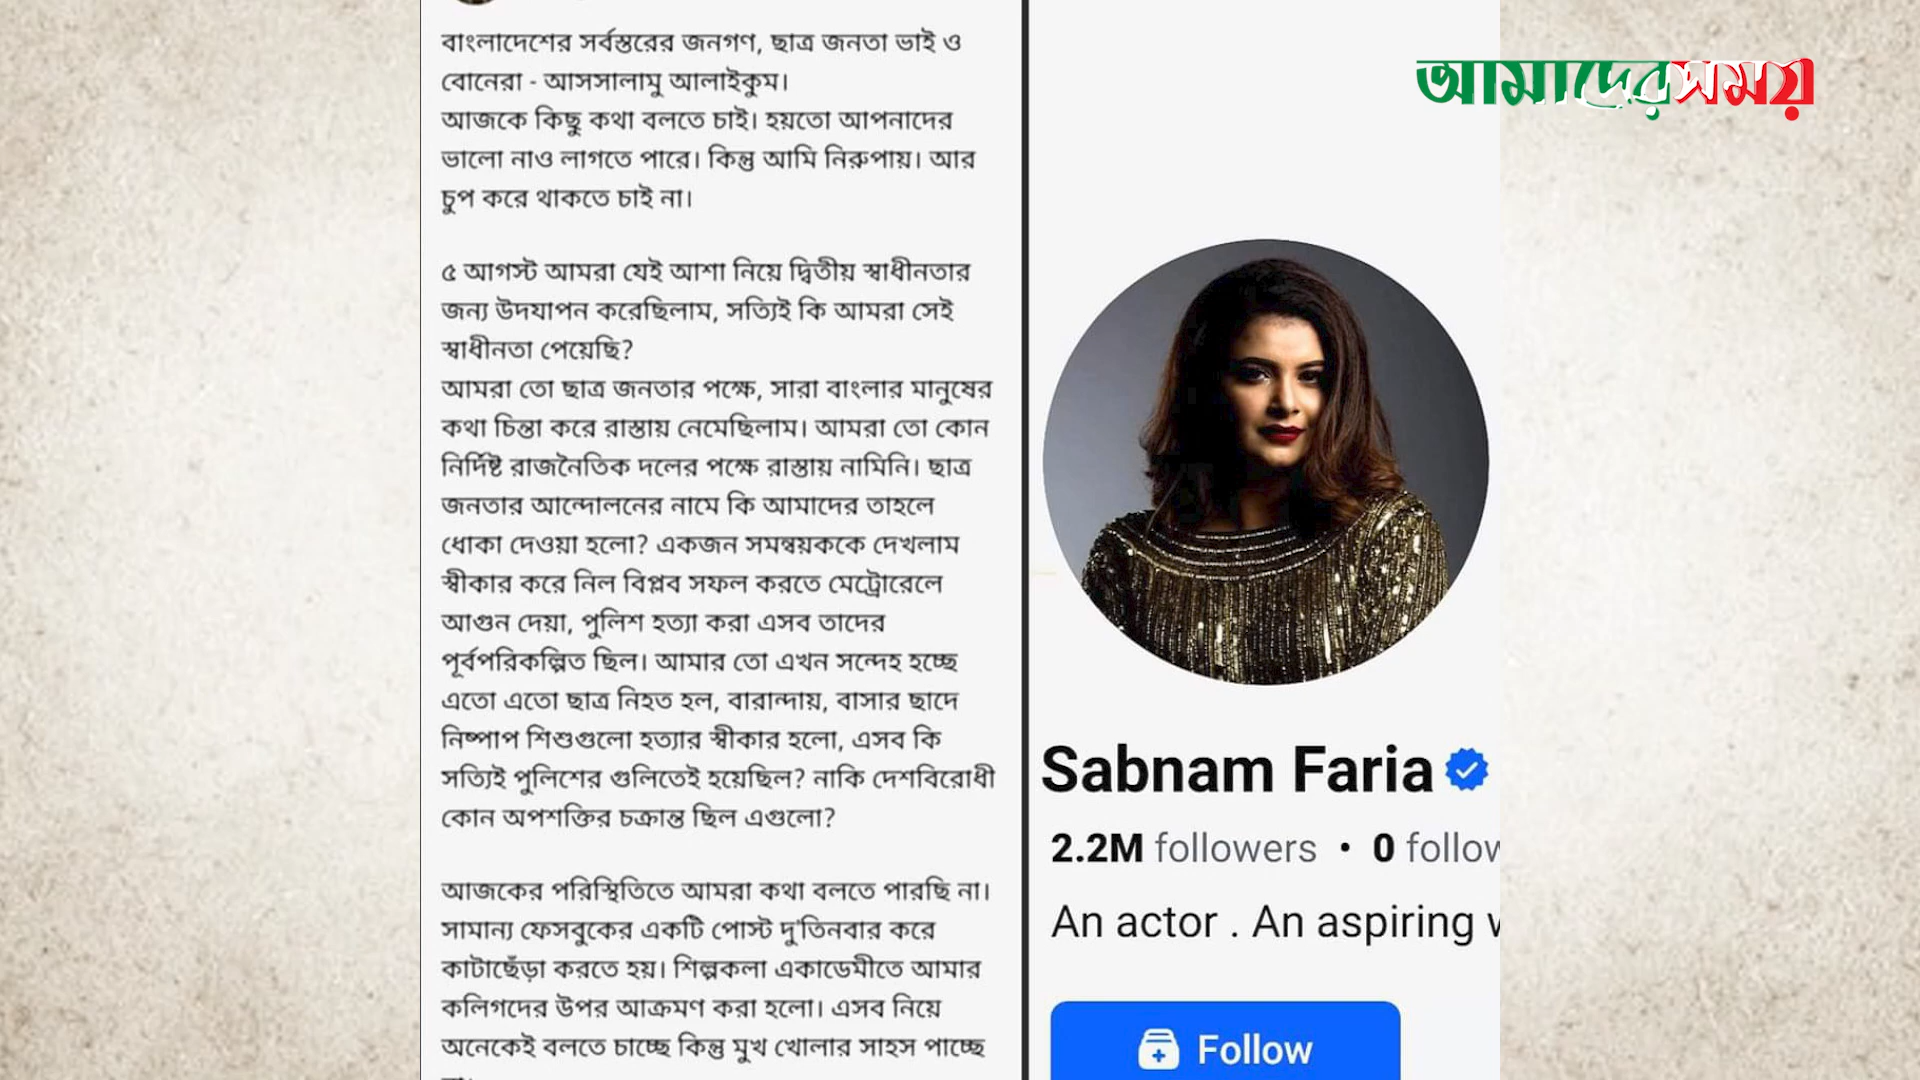 বাংলাদেশের সর্বস্তরের জনগণ, ছাত্র জনতা ভাই ও
বোনেরা - আসসালামু আলাইকুম।
আজকে কিছু কথা বলতে চাই। হয়তো আপনাদের
ভালো নাও লাগতে পারে। কিন্তু আমি নিরুপায়। আর
চুপ করে থাকতে চাই না।
৫ আগস্ট আমরা যেই আশা নিয়ে দ্বিতীয় স্বাধীনতার
জন্য উদযাপন করেছিলাম, সত্যিই কি আমরা সেই
স্বাধীনতা পেয়েছি?
আমরা তো ছাত্র জনতার পক্ষে, সারা বাংলার মানুষের
কথা চিন্তা করে রাস্তায় নেমেছিলাম। আমরা তো কোন
নির্দিষ্ট রাজনৈতিক দলের পক্ষে রাস্তায় নামিনি। ছাত্র
জনতার আন্দোলনের নামে কি আমাদের তাহলে
ধোকা দেওয়া হলো? একজন সমন্বয়ককে দেখলাম
স্বীকার করে নিল বিপ্লব সফল করতে মেট্রোরেলে
আগুন দেয়া, পুলিশ হত্যা করা এসব তাদের
পূর্বপরিকল্পিত ছিল। আমার তো এখন সন্দেহ হচ্ছে
এতো এতো ছাত্র নিহত হল, বারান্দায়, বাসার ছাদে
নিষ্পাপ শিশুগুলো হত্যার স্বীকার হলো, এসব কি
সত্যিই পুলিশের গুলিতেই হয়েছিল? নাকি দেশবিরোধী
কোন অপশক্তির চক্রান্ত ছিল এগুলো?
আজকের পরিস্থিতিতে আমরা কথা বলতে পারছি না।
সামান্য ফেসবুকের একটি পোস্ট দু'তিনবার করে
কাটাছেঁড়া করতে হয়। শিল্পকলা একাডেমীতে আমার
কলিগদের উপর আক্রমণ করা হলো। এসব নিয়ে
অনেকেই বলতে চাচ্ছে কিন্তু মুখ খোলার সাহস পাচ্ছে
আমাদের সময়
Sabnam Faria
2.2M followers • 0 follow
An actor . An aspiring
Follow